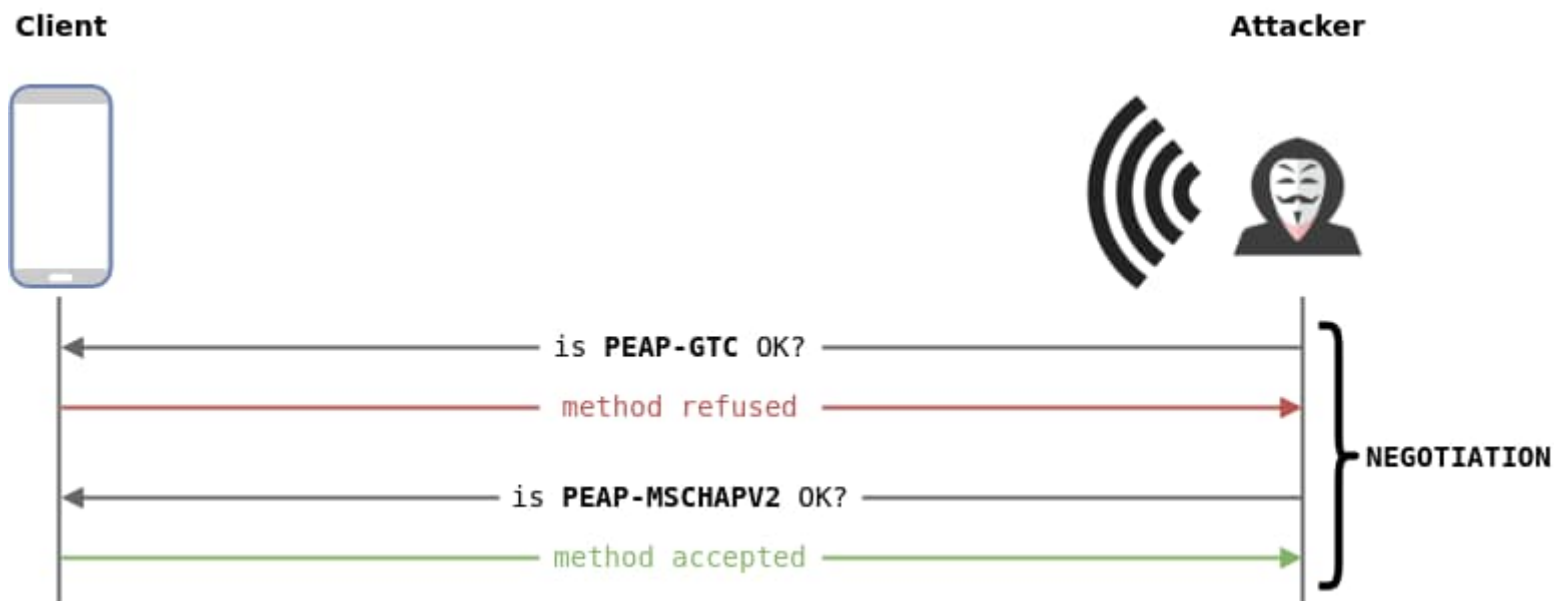 Client
Attacker
is PEAP-GTC OK?
method refused
NEGOTIATION
is PEAP-MSCHAPV2 OK?
method accepted